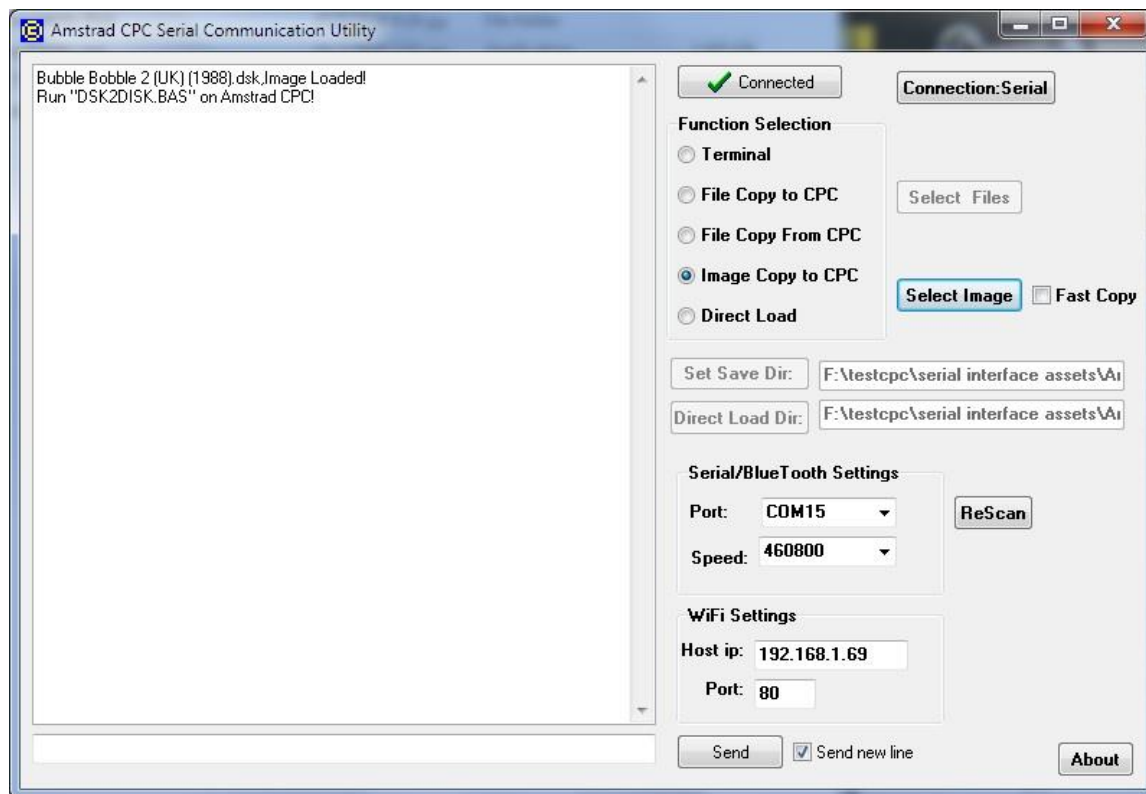 Amstrad CPC Serial Communication Utility
Bubble Bobble 2 (UK) (1988).dsk,Image Loaded!
Run "DSK2DISK.BAS" on Amstrad CPC!
Connected
Connection:Serial
Function Selection
Terminal
File Copy to CPC
Select Files
File Copy From CPC
Image Copy to CPC
Select Image
Fast Copy
Direct Load
Set Save Dir:
F:\testcpc\serial interface assets\
Direct Load Dir:
F:\testcpc\serial interface assets\
Serial/BlueTooth Settings
Port:
COM15
ReScan
Speed:
460800
WiFi Settings
Host ip:
192.168.1.69
Port:
80
Send
Send new line
About